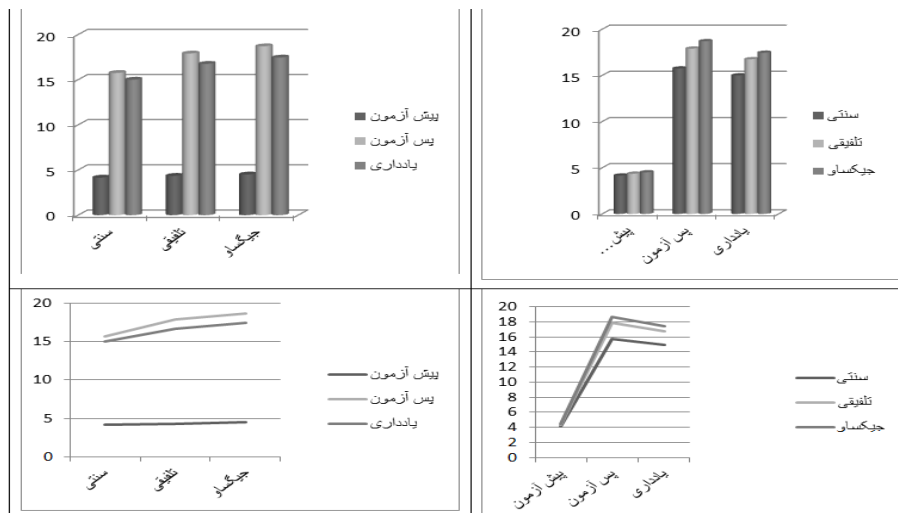 20
15
10
5
0
سنتی
تلفیقی
جیگساو
پیش آزمون
پس آزمون
یادداری
20
15
10
5
0
پیش...
پس آزمون
یادداری
سنتی
تلفیقی
جیکساو
20
15
10
5
0
سنتی
تلفیقی
جیگساو
پیش آزمون
پس آزمون
یادداری
20
18
16
14
12
10
8
6
4
2
0
پیش آزمون
پس آزمون
یادداری
سنتی
تلفیقی
جیکساو